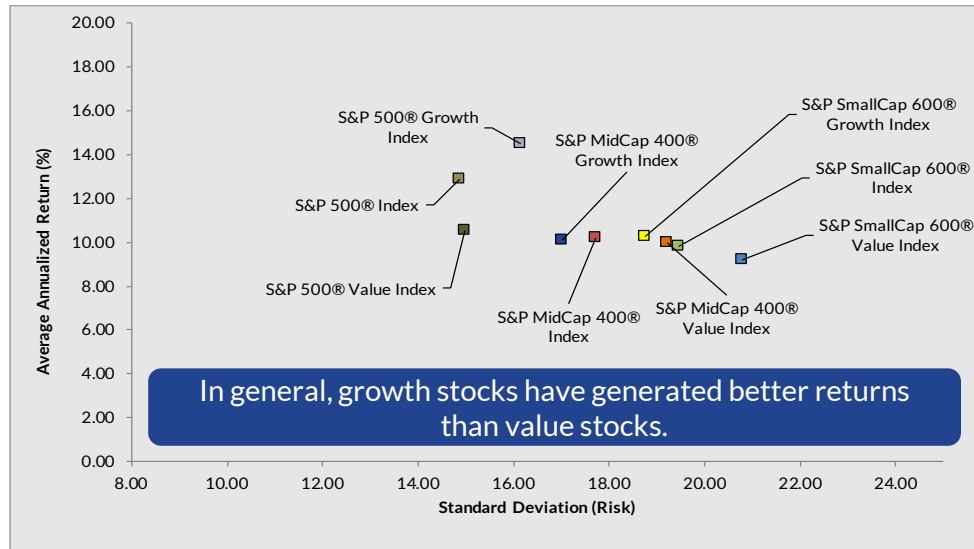 20.00
18.00
16.00
14.00
12.00
10.00
8.00
6.00
4.00
2.00
0.00
Average Annualized Return (%)
S&P 500® Growth
Index
S&P 500® Index
S&P 500® Value Index
S&P MidCap 400®
Growth Index
S&P MidCap 400®
Index
S&P SmallCap 600®
Growth Index
S&P SmallCap 600®
Index
S&P SmallCap 600®
Value Index
S&P MidCap 400®
Value Index
In general, growth stocks have generated better returns
than value stocks.
8.00 10.00 12.00 14.00 16.00 18.00 20.00 22.00 24.00
Standard Deviation (Risk)